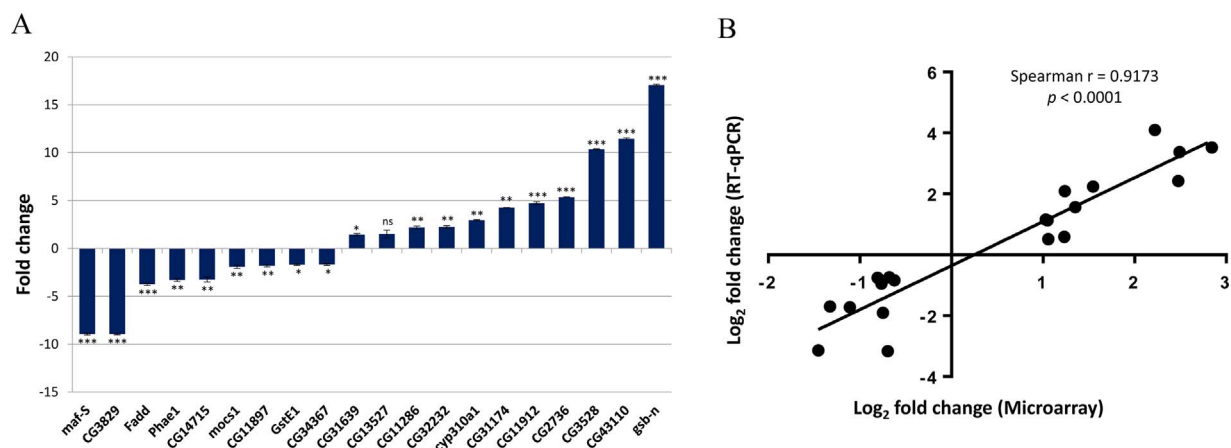 A
Fold change
20
15
10
5
0
-5
-10
-15
***
***
***
**
**
**
**
*
*
*
ns
**
**
**
**
***
***
***
***
***
maf-S
CG3829
Fadd
Phae1
CG14715
mocs1
CG11897
GstE1
CG34367
CG31639
CG13527
CG11286
CG32232
cyp310a1
CG31174
CG11912
CG2736
CG3528
CG43110
gsb-n
B
Spearman r = 0.9173
p < 0.0001
Log2 fold change (RT-qPCR)
6
4
2
0
-2
-4
-2
-1
1
2
3
Log2 fold change (Microarray)